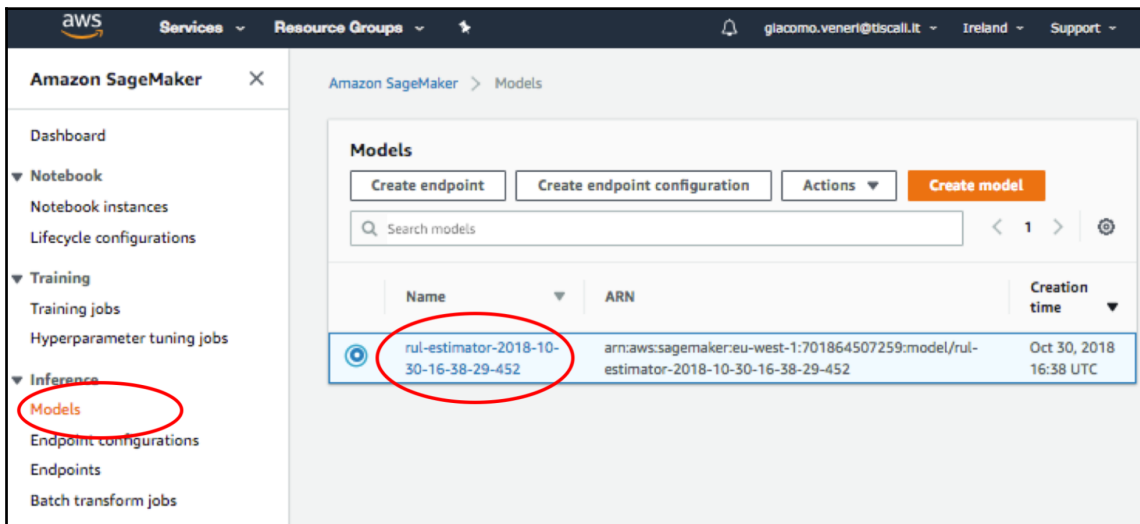 aws
Services
Resource Groups
giacomo.veneri@tiscali.it
Ireland
Support
Amazon SageMaker
Dashboard
Notebook
Notebook instances
Lifecycle configurations
Training
Training jobs
Hyperparameter tuning jobs
Inference
Models
Endpoint configurations
Endpoints
Batch transform jobs
Amazon SageMaker > Models
Models
Create endpoint
Create endpoint configuration
Actions
Create model
Search models
< 1 >
Name
ARN
Creation
time
rul-estimator-2018-10-
30-16-38-29-452
arn:aws:sagemaker:eu-west-1:701864507259:model/rul-
estimator-2018-10-30-16-38-29-452
Oct 30, 2018
16:38 UTC